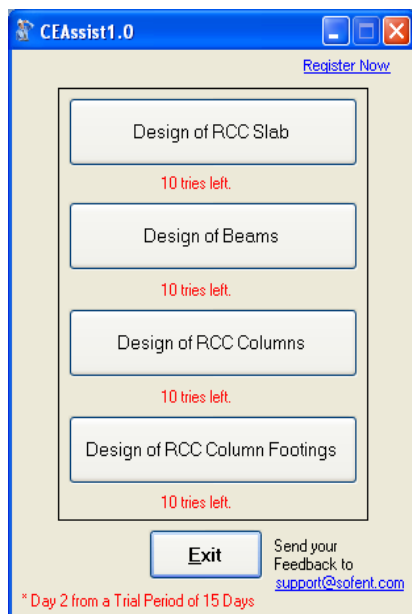 CEAssist1.0
Register Now
Design of RCC Slab
10 tries left.
Design of Beams
10 tries left.
Design of RCC Columns
10 tries left.
Design of RCC Column Footings
10 tries left.
Exit
Send your
Feedback to
support@sofent.com
* Day 2 from a Trial Period of 15 Days